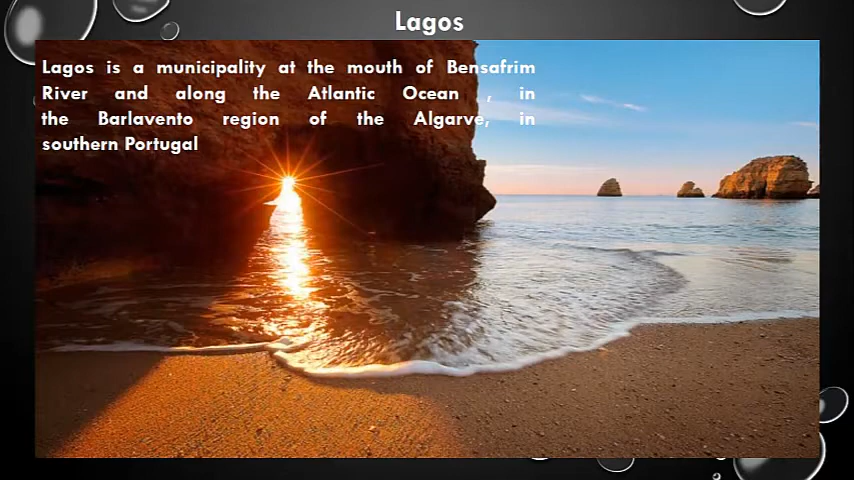 Lagos
Lagos is a municipality at the mouth of Bensafrim
River and along the Atlantic Ocean , in
the Barlavento region of the Algarve, in
southern Portugal